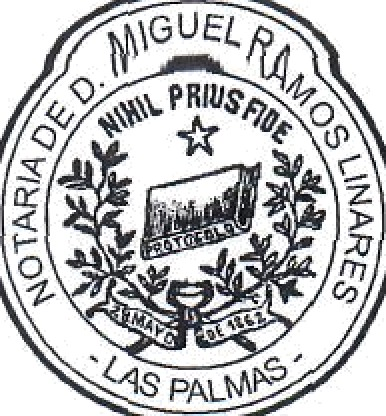 NOTARIA DE D. MIGUEL RAMOS LINARES
NIHIL PRIUS FIDE
PROTOCOLO
28 MAYO DE 1862
- LAS PALMAS -